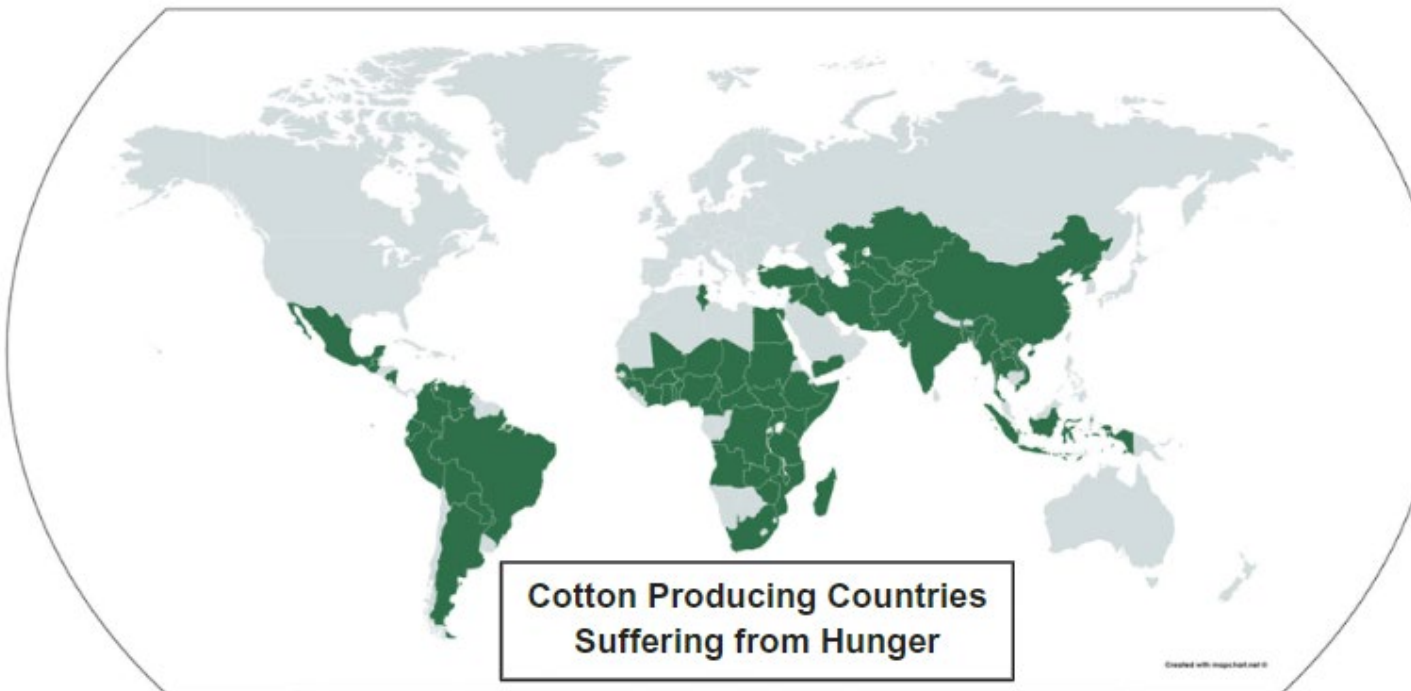 Cotton Producing Countries
Suffering from Hunger
Created with mapchart.net ©